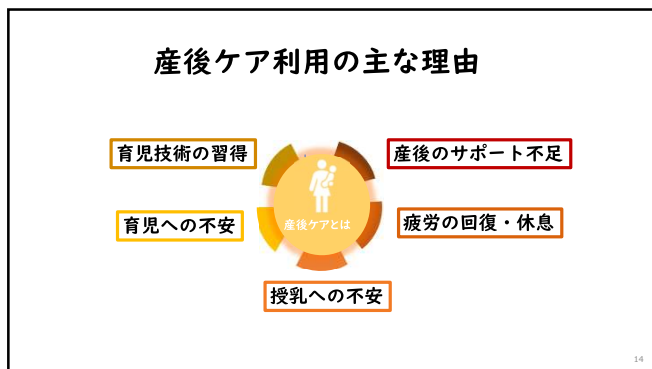 産後ケア利用の主な理由
育児技術の習得
産後のサポート不足
産後ケアとは
育児への不安
疲労の回復・休息
授乳への不安
14